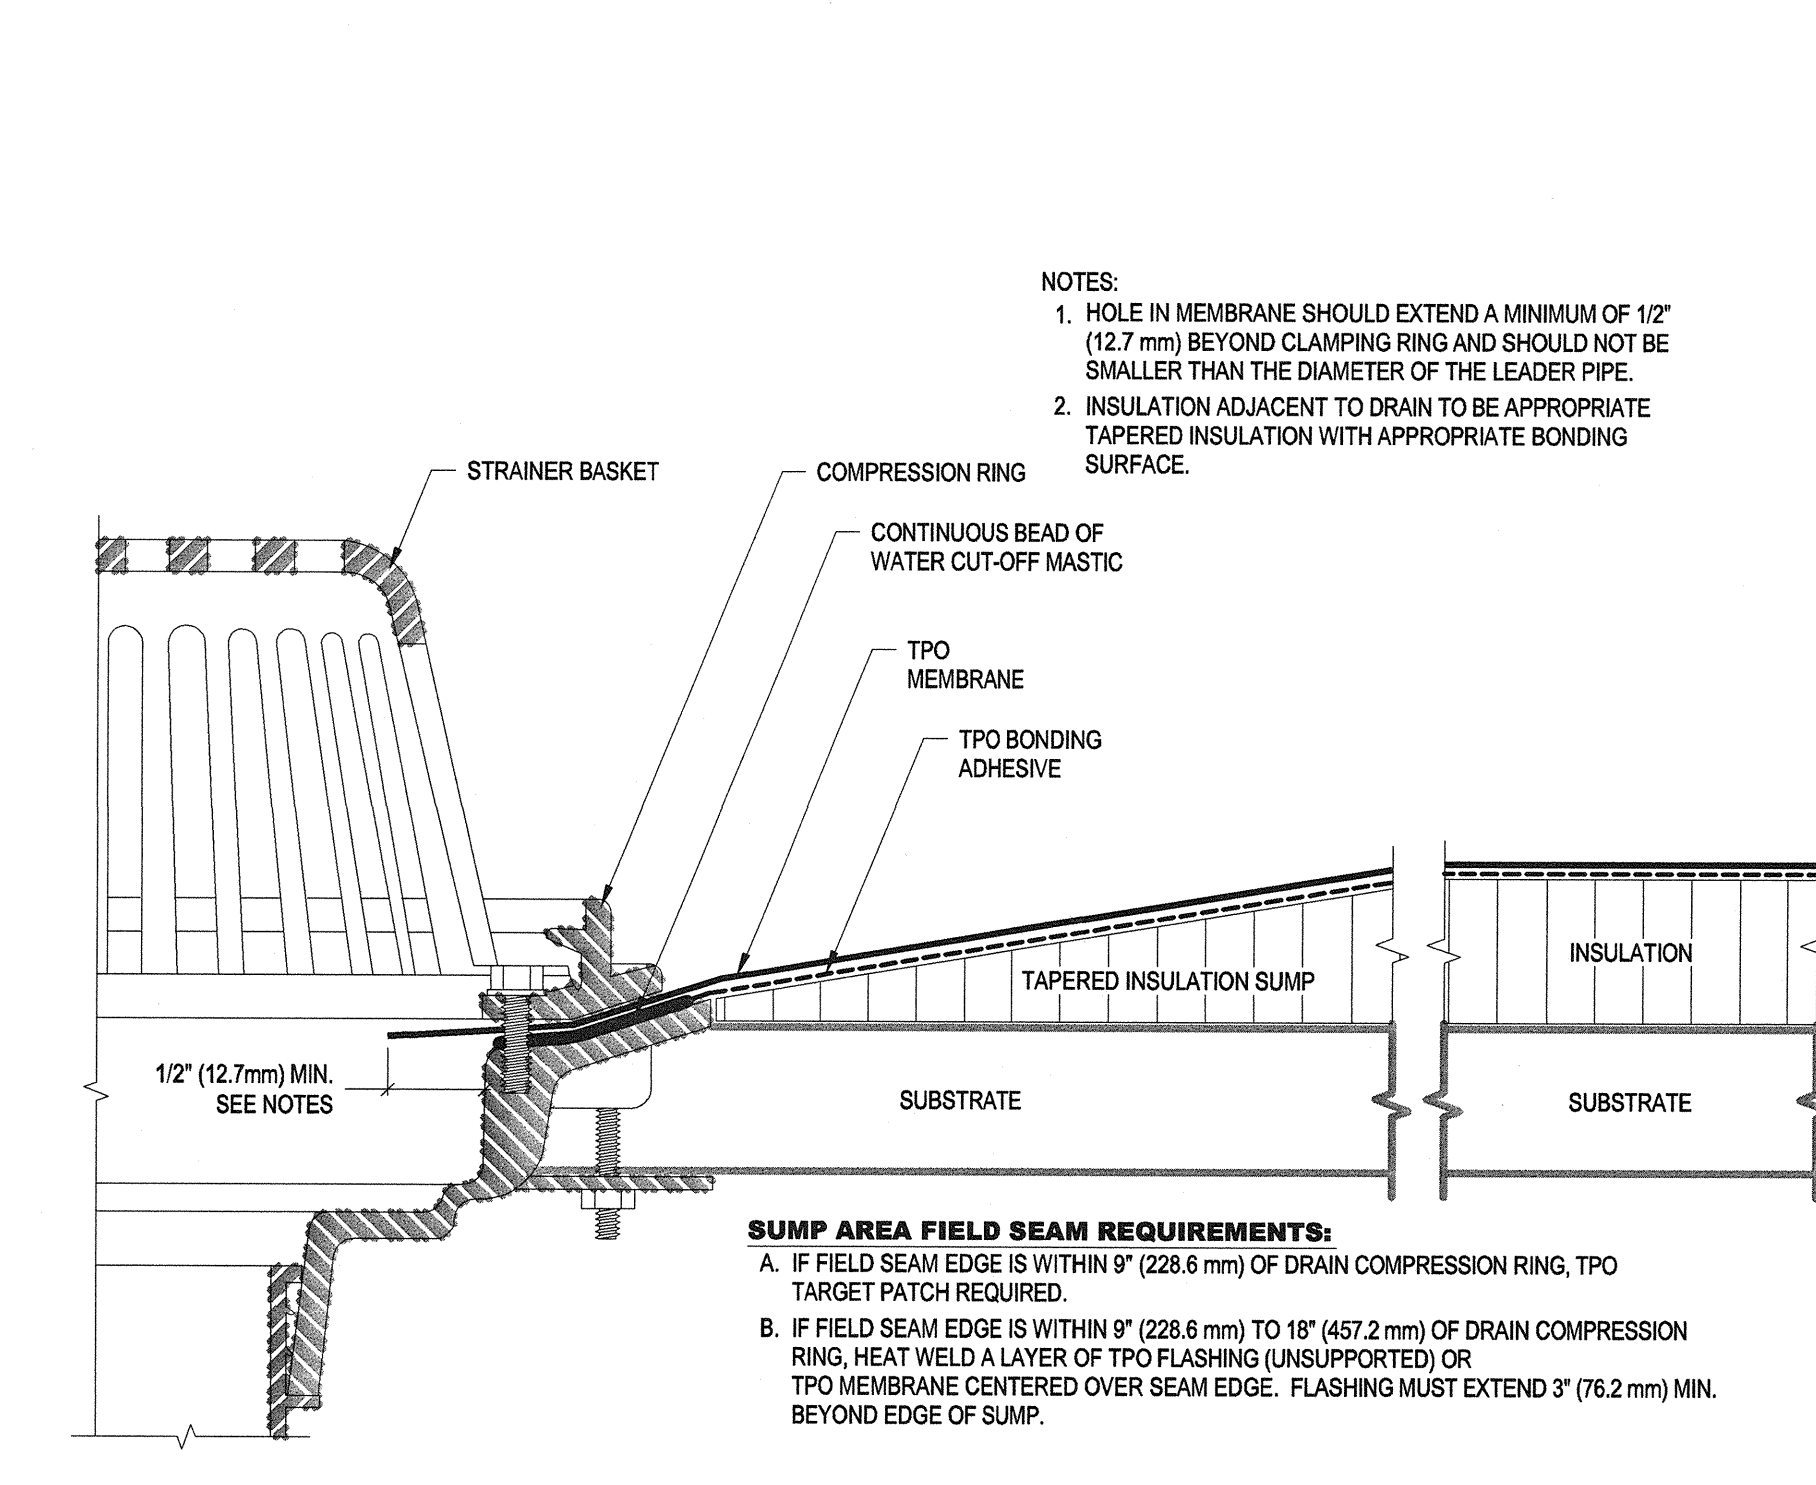 NOTES:
1. HOLE IN MEMBRANE SHOULD EXTEND A MINIMUM OF 1/2"
(12.7 mm) BEYOND CLAMPING RING AND SHOULD NOT BE
SMALLER THAN THE DIAMETER OF THE LEADER PIPE.
2. INSULATION ADJACENT TO DRAIN TO BE APPROPRIATE
TAPERED INSULATION WITH APPROPRIATE BONDING
SURFACE.
STRAINER BASKET
COMPRESSION RING
CONTINUOUS BEAD OF
WATER CUT-OFF MASTIC
TPO
MEMBRANE
TPO BONDING
ADHESIVE
TAPERED INSULATION SUMP
INSULATION
1/2" (12.7mm) MIN.
SEE NOTES
SUBSTRATE
SUBSTRATE
SUMP AREA FIELD SEAM REQUIREMENTS:
A. IF FIELD SEAM EDGE IS WITHIN 9" (228.6 mm) OF DRAIN COMPRESSION RING, TPO
TARGET PATCH REQUIRED.
B. IF FIELD SEAM EDGE IS WITHIN 9" (228.6 mm) TO 18" (457.2 mm) OF DRAIN COMPRESSION
RING, HEAT WELD A LAYER OF TPO FLASHING (UNSUPPORTED) OR
TPO MEMBRANE CENTERED OVER SEAM EDGE. FLASHING MUST EXTEND 3" (76.2 mm) MIN.
BEYOND EDGE OF SUMP.